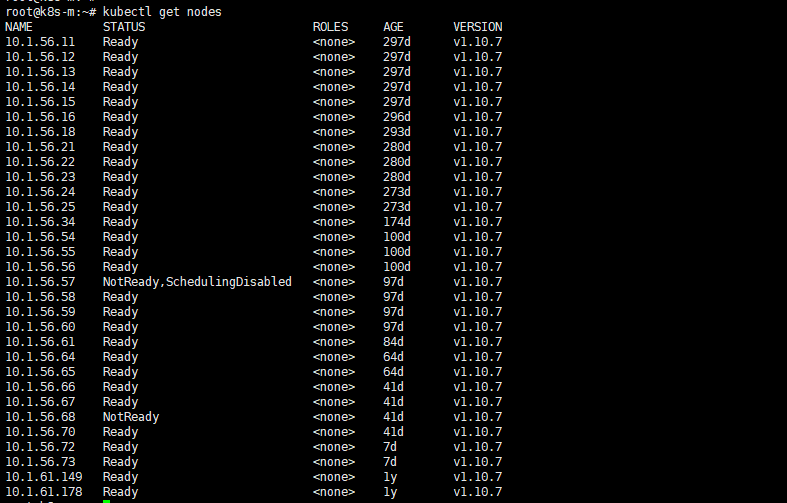 root@k8s-m:~# kubectl get nodes
NAME STATUS ROLES AGE VERSION
10.1.56.11 Ready <none> 297d v1.10.7
10.1.56.12 Ready <none> 297d v1.10.7
10.1.56.13 Ready <none> 297d v1.10.7
10.1.56.14 Ready <none> 297d v1.10.7
10.1.56.15 Ready <none> 297d v1.10.7
10.1.56.16 Ready <none> 296d v1.10.7
10.1.56.18 Ready <none> 293d v1.10.7
10.1.56.21 Ready <none> 280d v1.10.7
10.1.56.22 Ready <none> 280d v1.10.7
10.1.56.23 Ready <none> 280d v1.10.7
10.1.56.24 Ready <none> 273d v1.10.7
10.1.56.25 Ready <none> 273d v1.10.7
10.1.56.34 Ready <none> 174d v1.10.7
10.1.56.54 Ready <none> 100d v1.10.7
10.1.56.55 Ready <none> 100d v1.10.7
10.1.56.56 Ready <none> 100d v1.10.7
10.1.56.57 NotReady,SchedulingDisabled <none> 97d v1.10.7
10.1.56.58 Ready <none> 97d v1.10.7
10.1.56.59 Ready <none> 97d v1.10.7
10.1.56.60 Ready <none> 97d v1.10.7
10.1.56.61 Ready <none> 84d v1.10.7
10.1.56.64 Ready <none> 64d v1.10.7
10.1.56.65 Ready <none> 64d v1.10.7
10.1.56.66 Ready <none> 41d v1.10.7
10.1.56.67 Ready <none> 41d v1.10.7
10.1.56.68 NotReady <none> 41d v1.10.7
10.1.56.70 Ready <none> 41d v1.10.7
10.1.56.72 Ready <none> 7d v1.10.7
10.1.56.73 Ready <none> 7d v1.10.7
10.1.61.149 Ready <none> 1y v1.10.7
10.1.61.178 Ready <none> 1y v1.10.7